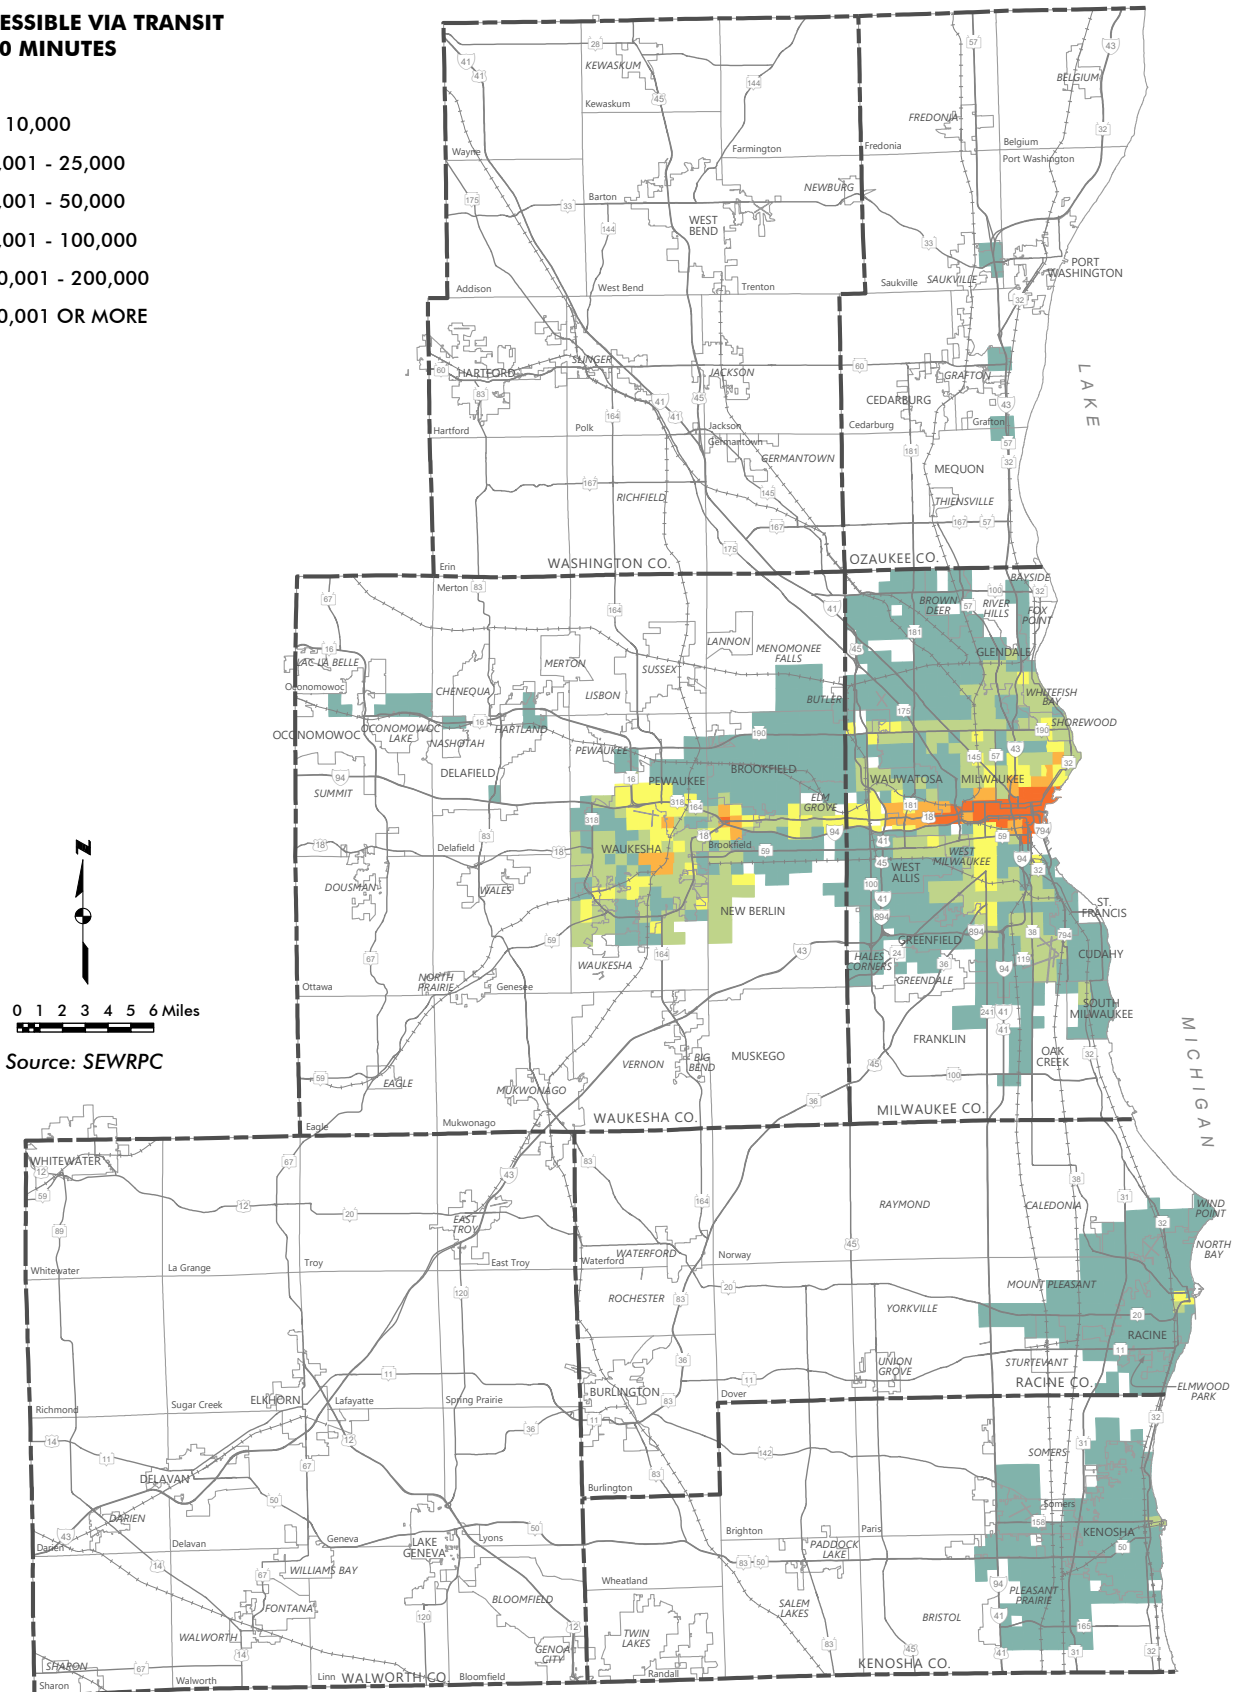 ESSIBLE VIA TRANSIT
0 MINUTES
10,000
,001 - 25,000
,001 - 50,000
,001 - 100,000
0,001 - 200,000
0,001 OR MORE
KEWASKUM
Kewaskum
Wayne
Farmington
Barton
WEST
BEND
NEWBURG
Addison
West Bend
Trenton
BELGIUM
FREDONIA
Fredonia
Belgium
Port Washington
PORT
WASHINGTON
Saukville
SAUKVILLE
SLINGER
HARTFORD
JACKSON
Hartford
Polk
Jackson
Germantown
GERMANTOWN
RICHFIELD
Erin
WASHINGTON CO.
GRAFTON
CEDARBURG
Cedarburg
Grafton
MEQUON
THIENSVILLE
OZAUKEE CO.
LAKE
MICHIGAN
Merton
LAC LA BELLE
Oconomowoc
OCONOMOWOC
OCONOMOWOC
LAKE
CHENEQUA
NASHOTAH
HARTLAND
MERTON
LISBON
SUSSEX
LANNON
MENOMONEE
FALLS
BUTLER
PEWAUKEE
PEWAUKEE
BROOKFIELD
ELM
GROVE
Brookfield
DELAFIELD
SUMMIT
Delafield
DOUSMAN
WALES
WAUKESHA
WAUKESHA
NEW BERLIN
NORTH
PRAIRIE
Ottawa
Genesee
EAGLE
Eagle
MUKWONAGO
Mukwonago
VERNON
BIG
BEND
MUSKEGO
WAUKESHA CO.
BROWN
DEER
RIVER
HILLS
BAYSIDE
FOX
POINT
GLENDALE
WHITEFISH
BAY
SHOREWOOD
WAUWATOSA
MILWAUKEE
WEST
MILWAUKEE
WEST
ALLIS
ST.
FRANCIS
GREENFIELD
CUDAHY
HALES
CORNERS
GREENDALE
SOUTH
MILWAUKEE
FRANKLIN
OAK
CREEK
MILWAUKEE CO.
N
0 1 2 3 4 5 6 Miles
Source: SEWRPC
WHITEWATER
Whitewater
La Grange
Troy
EAST
TROY
East Troy
Richmond
Sugar Creek
ELKHORN
Lafayette
Spring Prairie
DELAVAN
DARIEN
Darien
Delavan
Geneva
LAKE
GENEVA
Lyons
WILLIAMS BAY
FONTANA
WALWORTH
BLOOMFIELD
GENOA
CITY
SHARON
Sharon
Walworth
Linn
WALWORTH CO.
Bloomfield
Waterford
WATERFORD
Norway
ROCHESTER
RAYMOND
CALEDONIA
WIND
POINT
NORTH
BAY
MOUNT PLEASANT
YORKVILLE
RACINE
UNION
GROVE
STURTEVANT
RACINE CO.
ELMWOOD
PARK
BURLINGTON
Dover
Burlington
SOMERS
Somers
KENOSHA
Brighton
Paris
PADDOCK
LAKE
Wheatland
SALEM
LAKES
TWIN
LAKES
Randall
BRISTOL
PLEASANT
PRAIRIE
KENOSHA CO.